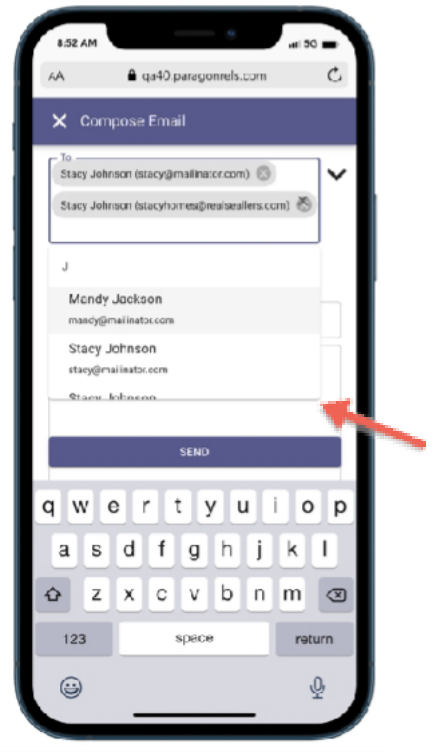 8:52 AM
5G
AA qa40.paragonrels.com
Compose Email
To
Stacy Johnson (stacy@mailinator.com)
Stacy Johnson (stacyhomes@realseallers.com)
J
Mandy Jackson
mandy@mailinator.com
Stacy Johnson
stacy@mailinator.com
Stacy Johnson
SEND
q w e r t y u i o p
a s d f g h j k l
z x c v b n m
123 space return